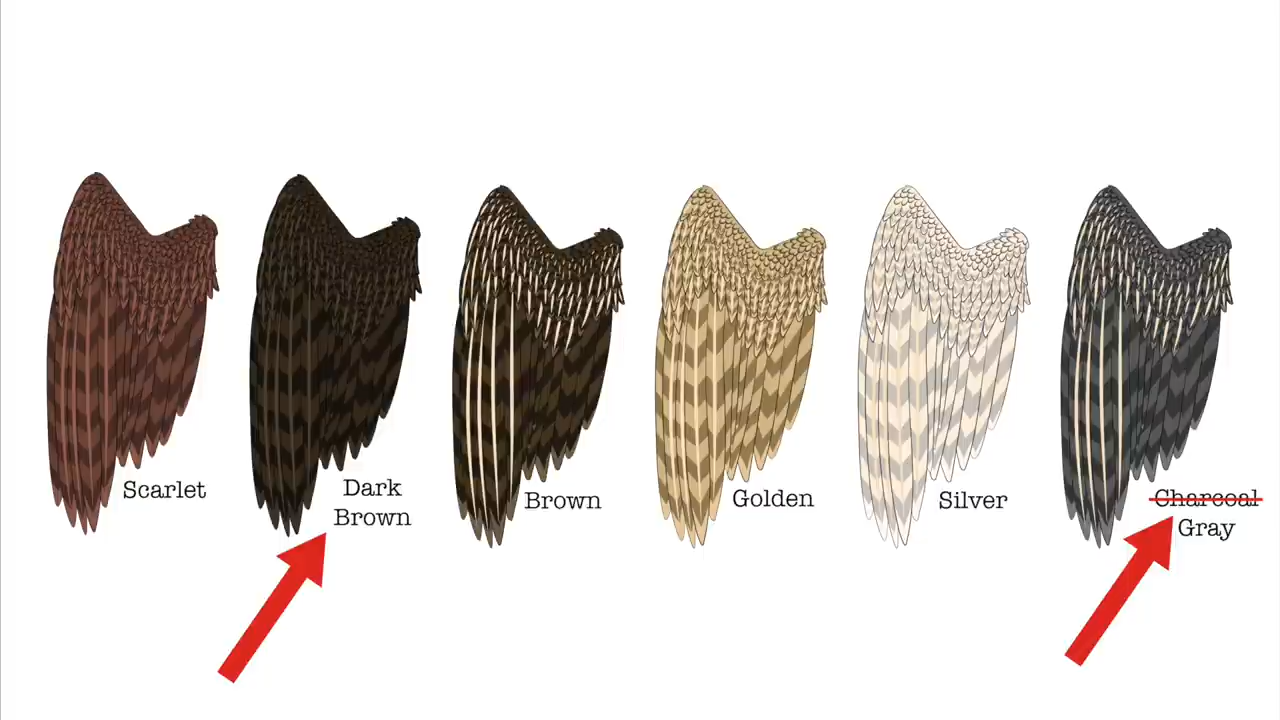 Scarlet
Dark
Brown
Brown
Golden
Silver
Charcoal
Gray